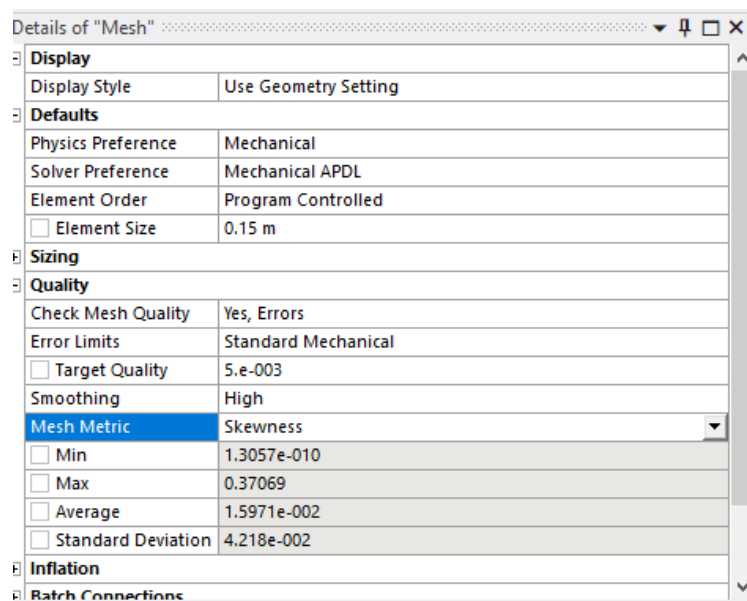 Details of "Mesh"
Display
Display Style Use Geometry Setting
Defaults
Physics Preference Mechanical
Solver Preference Mechanical APDL
Element Order Program Controlled
Element Size 0.15 m
Sizing
Quality
Check Mesh Quality Yes, Errors
Error Limits Standard Mechanical
Target Quality 5.e-003
Smoothing High
Mesh Metric Skewness
Min 1.3057e-010
Max 0.37069
Average 1.5971e-002
Standard Deviation 4.218e-002
Inflation
Batch Connections